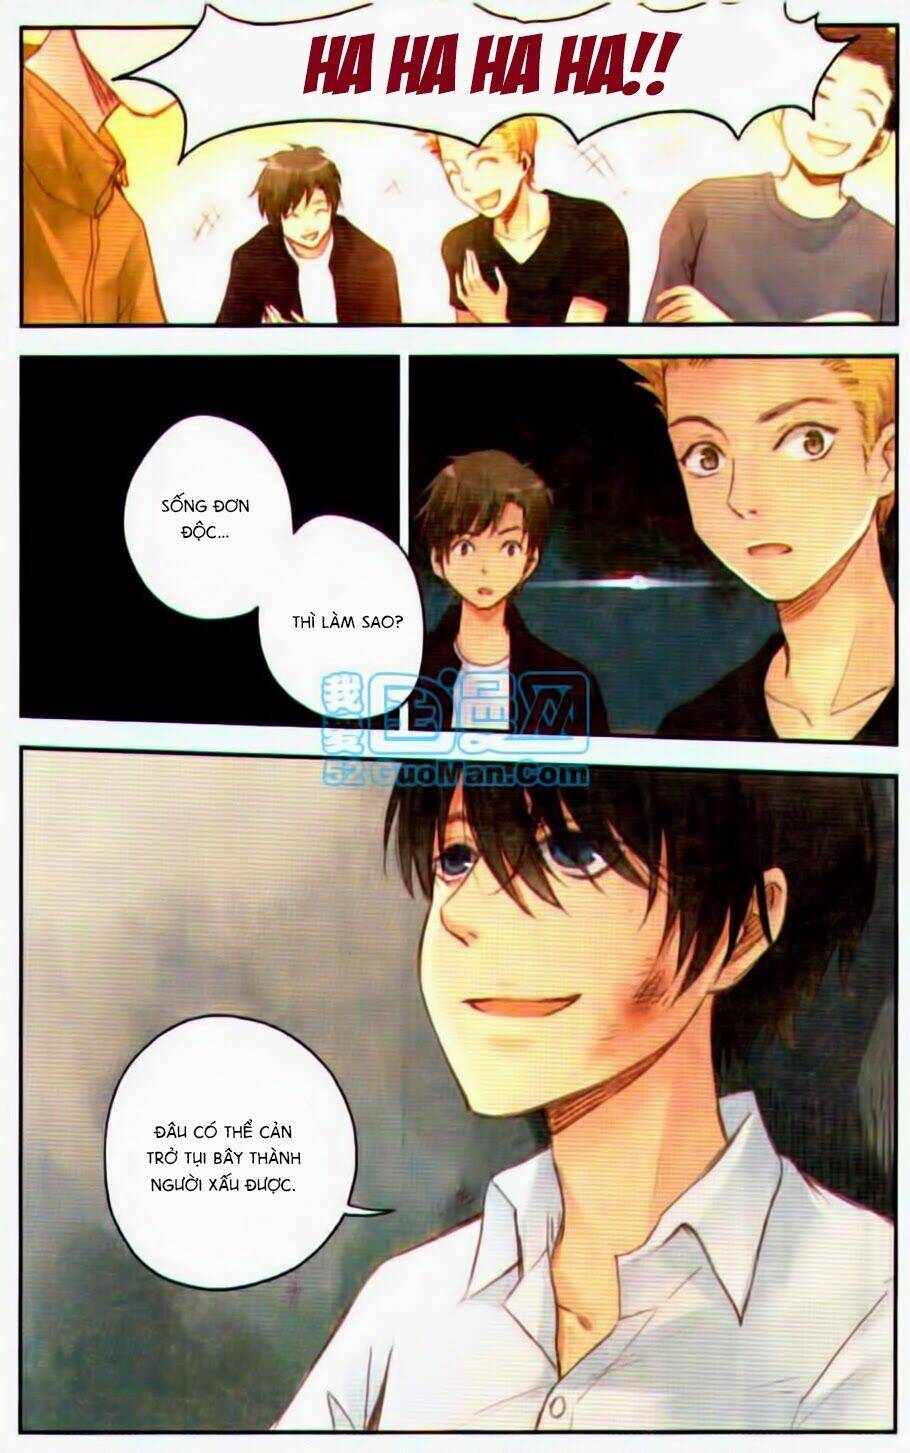 HA HA HA HA!!
SỐNG ĐƠN
ĐỘC...
THÌ LÀM SAO?
我爱国漫网
52GuoMan.Com
ĐÂU CÓ THỂ CẢN
TRỞ TỤI BÂY THÀNH
NGƯỜI XẤU ĐƯỢC.